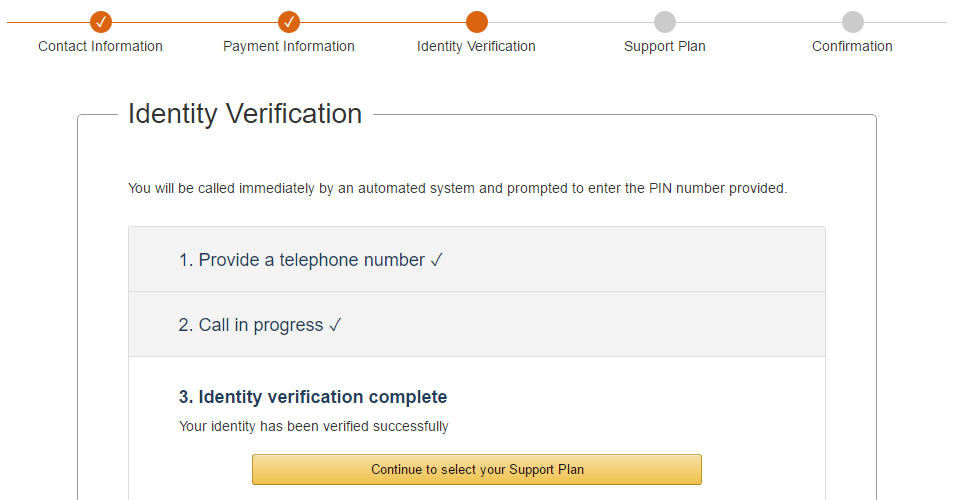 Contact Information
Payment Information
Identity Verification
Support Plan
Confirmation
Identity Verification
You will be called immediately by an automated system and prompted to enter the PIN number provided.
1. Provide a telephone number ✓
2. Call in progress ✓
3. Identity verification complete
Your identity has been verified successfully
Continue to select your Support Plan